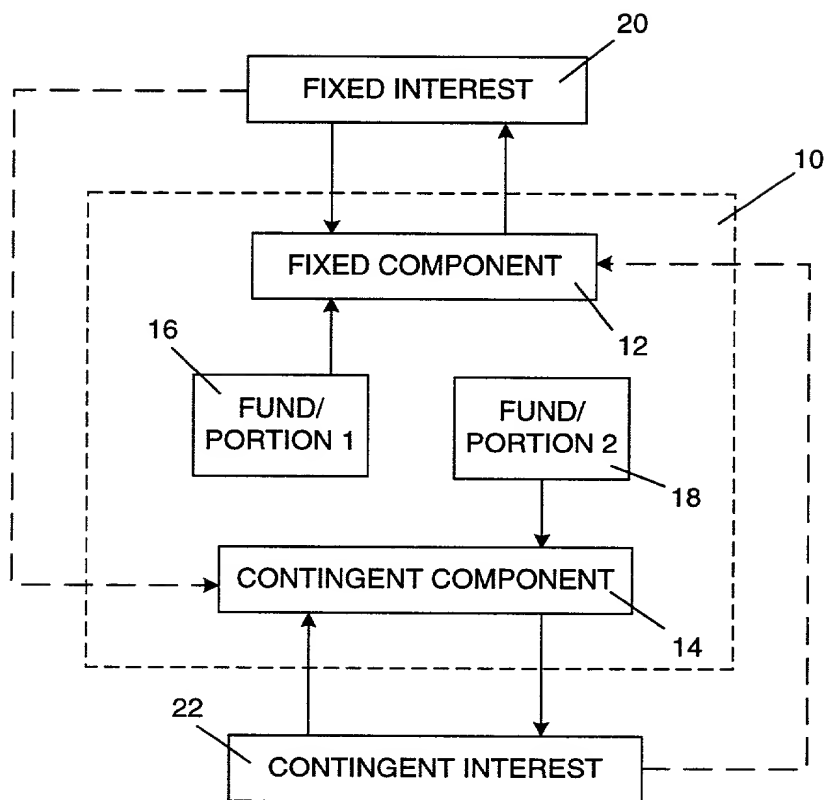 20
FIXED INTEREST
10
FIXED COMPONENT
12
16
FUND/
PORTION 1
FUND/
PORTION 2
18
CONTINGENT COMPONENT
14
22
CONTINGENT INTEREST